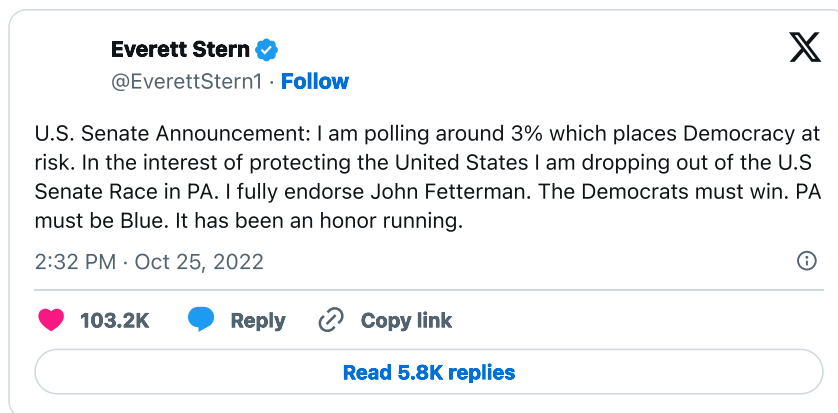 Everett Stern
@EverettStern1 · Follow
U.S. Senate Announcement: I am polling around 3% which places Democracy at
risk. In the interest of protecting the United States I am dropping out of the U.S
Senate Race in PA. I fully endorse John Fetterman. The Democrats must win. PA
must be Blue. It has been an honor running.
2:32 PM · Oct 25, 2022
103.2K Reply Copy link
Read 5.8K replies